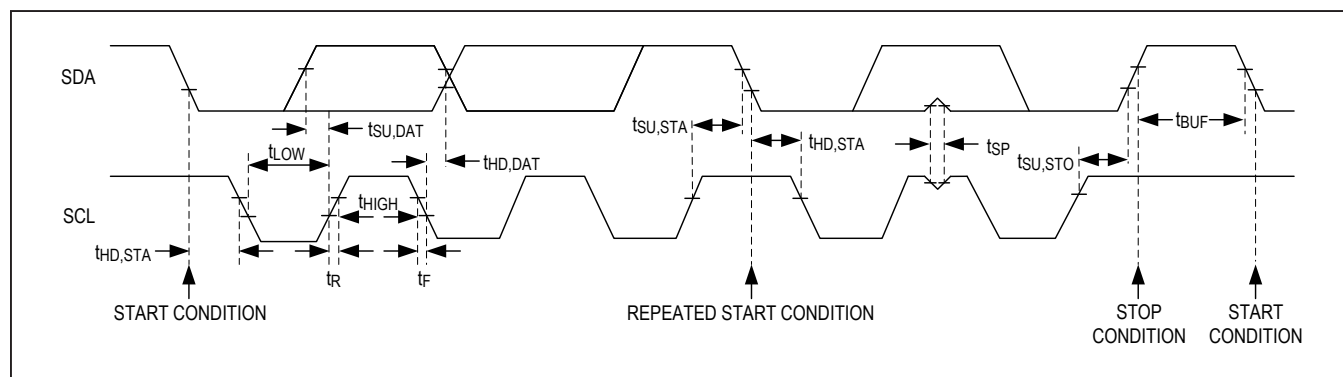 SDA
tSU,DAT
tLOW
tHD,DAT
tSU,STA
tHD,STA
tSP
tSU,STO
tBUF
SCL
tHIGH
tHD,STA
tR
tF
START CONDITION
REPEATED START CONDITION
STOP
CONDITION
START
CONDITION